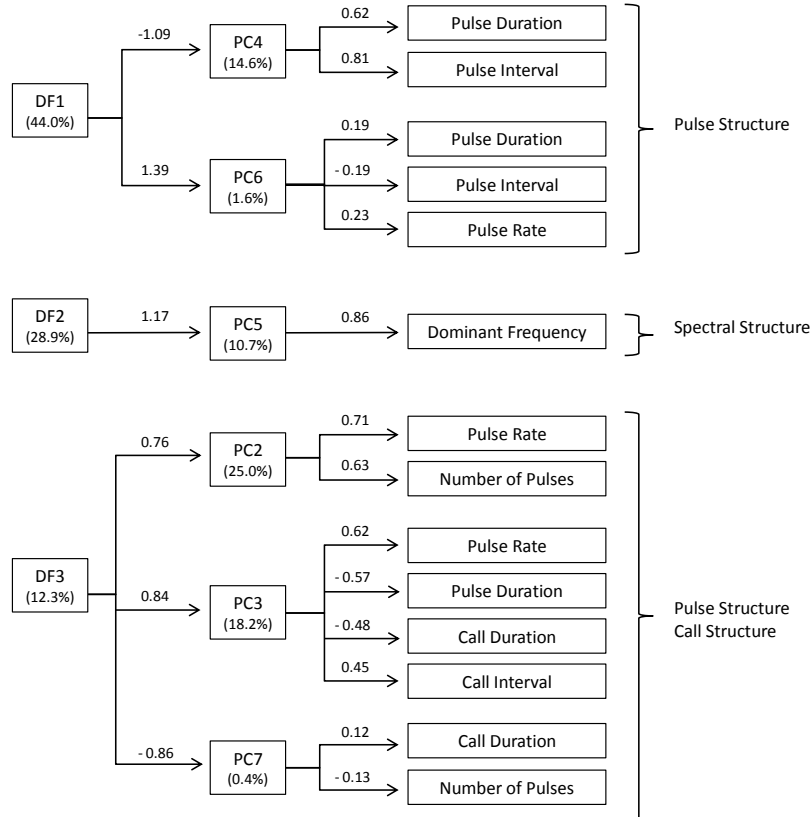 DF1
(44.0%)
-1.09
PC4
(14.6%)
0.62
Pulse Duration
0.81
Pulse Interval
1.39
PC6
(1.6%)
0.19
Pulse Duration
- 0.19
Pulse Interval
0.23
Pulse Rate
Pulse Structure
DF2
(28.9%)
1.17
PC5
(10.7%)
0.86
Dominant Frequency
Spectral Structure
DF3
(12.3%)
0.76
PC2
(25.0%)
0.71
Pulse Rate
0.63
Number of Pulses
0.84
PC3
(18.2%)
0.62
Pulse Rate
- 0.57
Pulse Duration
- 0.48
Call Duration
0.45
Call Interval
- 0.86
PC7
(0.4%)
0.12
Call Duration
- 0.13
Number of Pulses
Pulse Structure
Call Structure